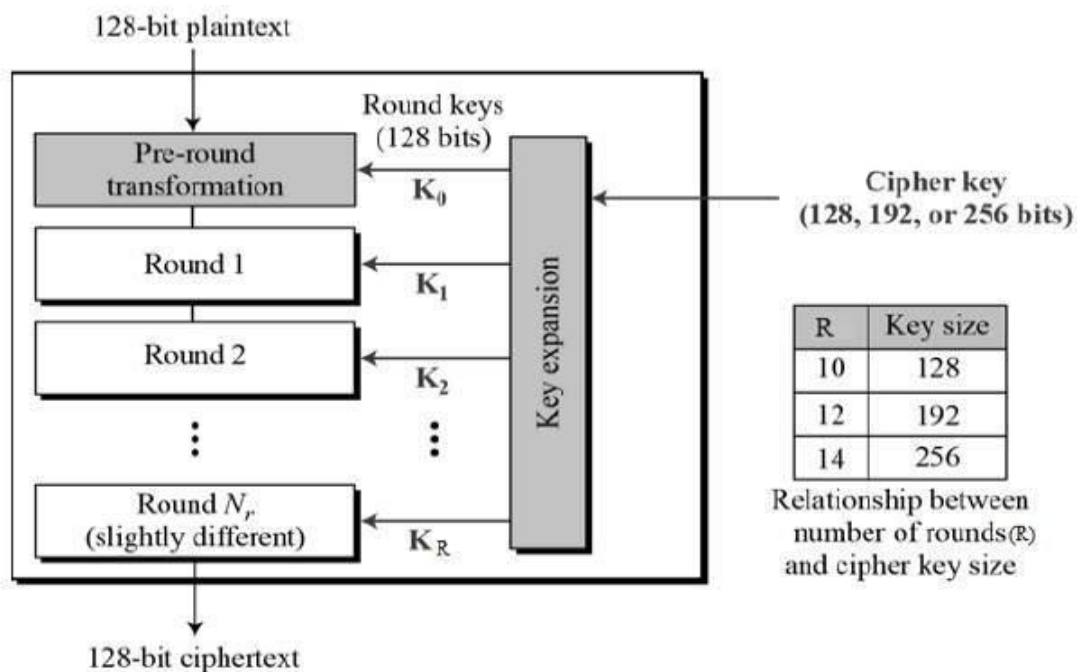 128-bit plaintext
Round keys
(128 bits)
Pre-round
transformation
K0
Cipher key
(128, 192, or 256 bits)
Round 1
K1
Round 2
K2
Key expansion
R Key size
10 128
12 192
14 256
Relationship between
number of rounds(R)
and cipher key size
Round Nr
(slightly different)
KR
128-bit ciphertext